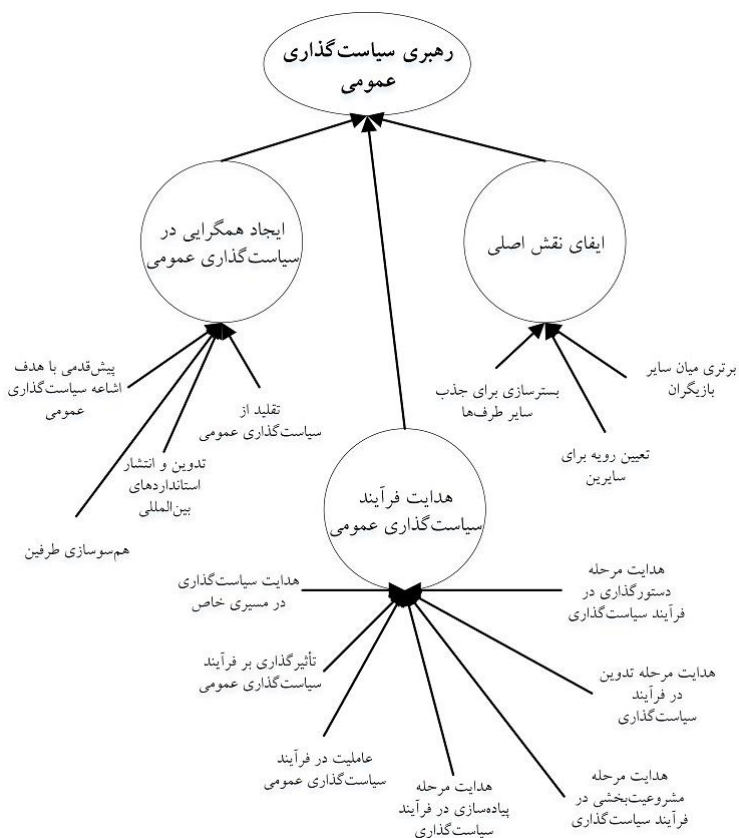 رهبری سیاست‌گذاری
عمومی
ایفای نقش اصلی
ایجاد همگرایی در
سیاست‌گذاری عمومی
برتری میان سایر
بازیگران
بسترسازی برای جذب
سایر طرف‌ها
تعیین رویه برای
سایرین
پیش‌قدمی با هدف
اشاعه سیاست‌گذاری
عمومی
تقلید از
سیاست‌گذاری عمومی
تدوین و انتشار
استانداردهای
بین‌المللی
هم‌سوسازی طرفین
هدایت فرآیند
سیاست‌گذاری عمومی
هدایت مرحله
دستورگذاری در
فرآیند سیاست‌گذاری
هدایت سیاست‌گذاری
در مسیری خاص
هدایت مرحله تدوین
در فرآیند
سیاست‌گذاری
تأثیرگذاری بر فرآیند
سیاست‌گذاری عمومی
هدایت مرحله
مشروعیت‌بخشی در
فرآیند سیاست‌گذاری
هدایت مرحله
پیاده‌سازی در فرآیند
سیاست‌گذاری
عاملیت در فرآیند
سیاست‌گذاری عمومی